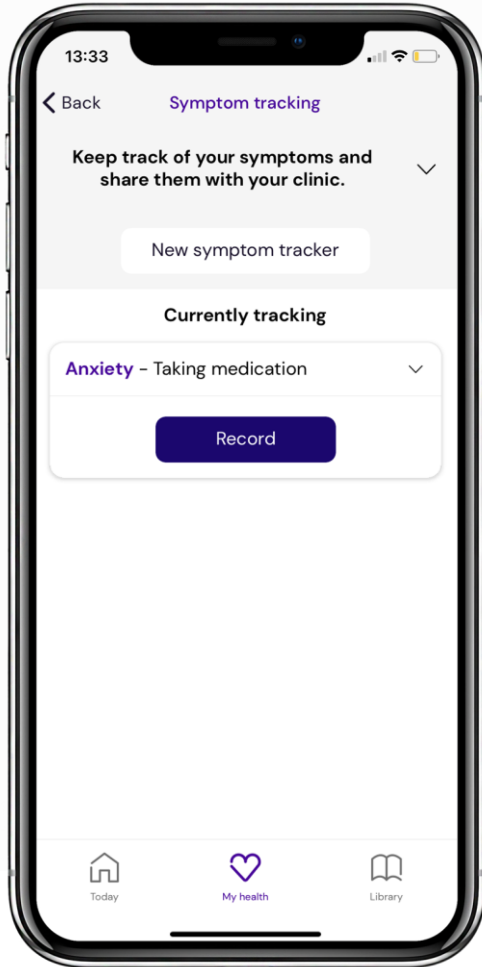 13:33
Back
Symptom tracking
Keep track of your symptoms and
share them with your clinic.
New symptom tracker
Currently tracking
Anxiety - Taking medication
Record
Today
My health
Library